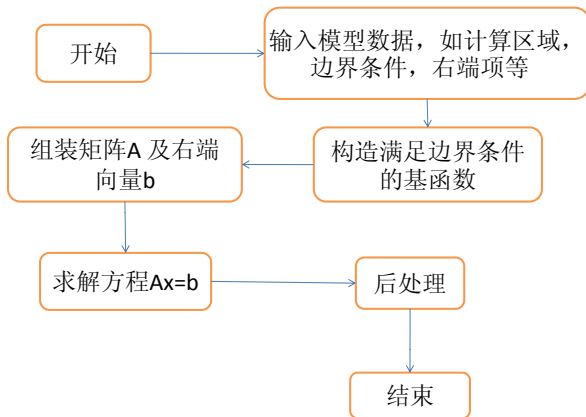 开始
输入模型数据，如计算区域，
边界条件，右端项等
构造满足边界条件
的基函数
组装矩阵A 及右端
向量b
求解方程Ax=b
后处理
结束